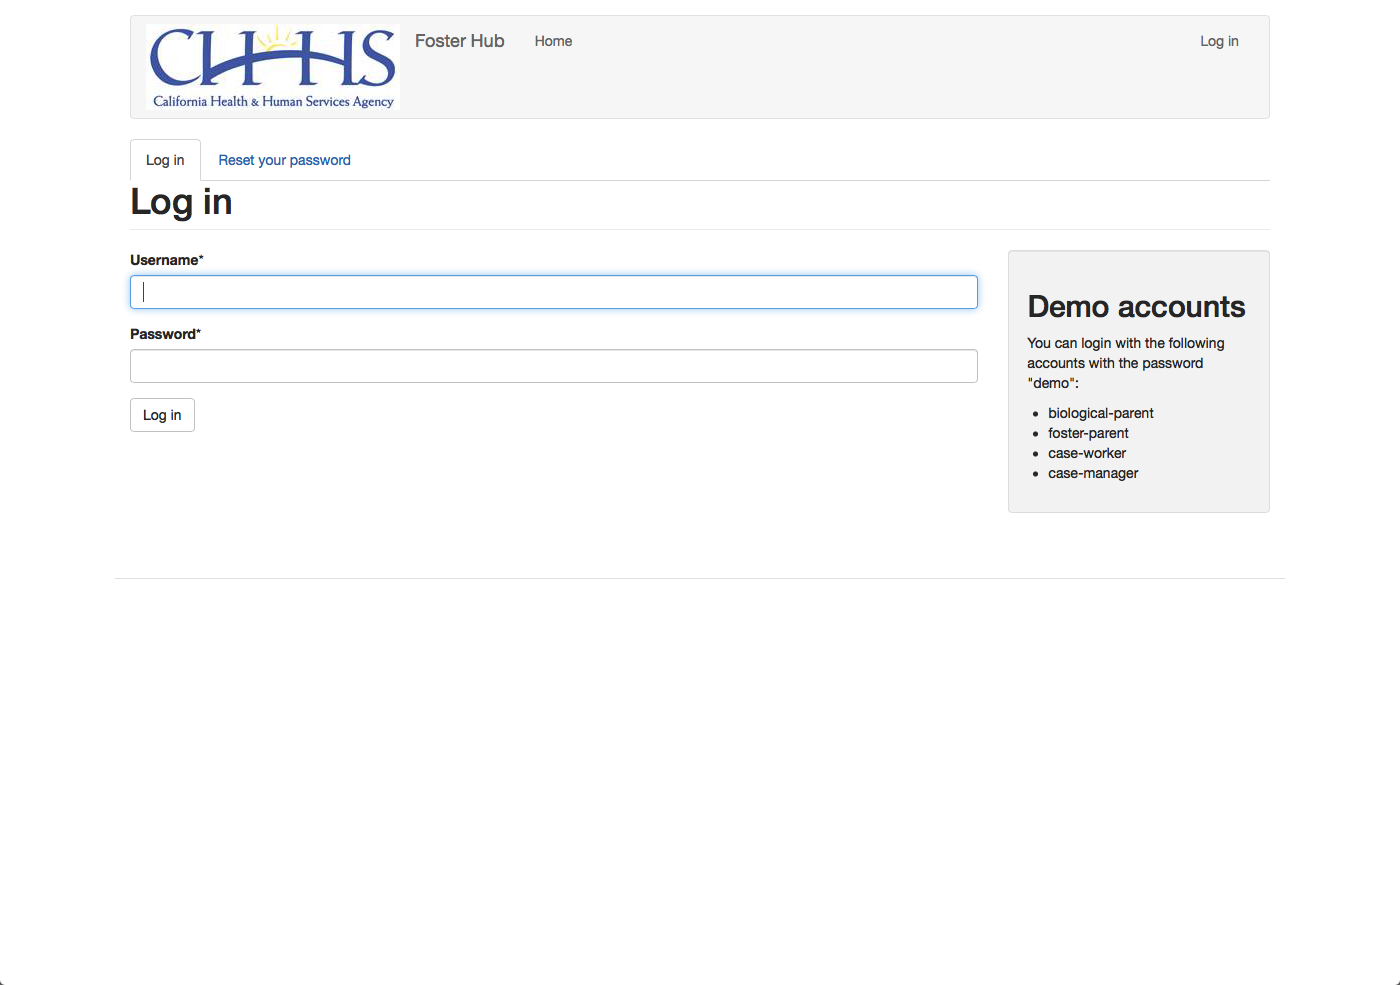 CHHS
California Health & Human Services Agency
Foster Hub
Home
Log in
Log in
Reset your password
Log in
Username*
Password*
Log in
Demo accounts
You can login with the following
accounts with the password
"demo":
biological-parent
foster-parent
case-worker
case-manager